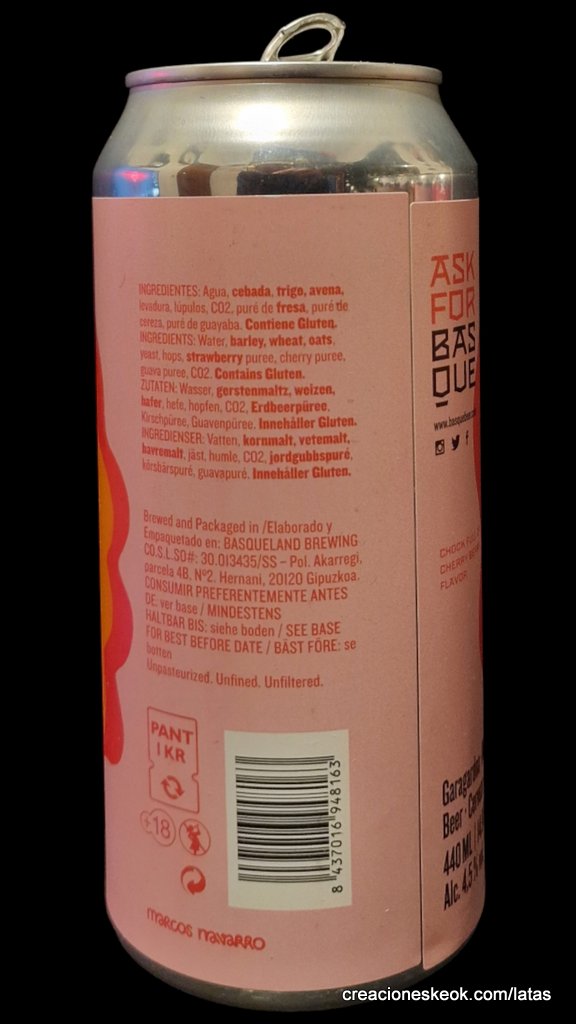 INGREDIENTES: Agua, cebada, trigo, avena,
levadura, lúpulos, CO2, puré de fresa, puré de
cereza, puré de guayaba. Contiene Gluten.
INGREDIENTS: Water, barley, wheat, oats,
yeast, hops, strawberry puree, cherry puree,
guava puree, CO2. Contains Gluten.
ZUTATEN: Wasser, gerstenmaltz, weizen,
hafer, hefe, hopfen, CO2, Erdbeerpüree,
Kirschpüree, Guavenpüree. Innehåller Gluten.
INGREDIENSER: Vatten, kornmalt, vetemalt,
havremalt, jäst, humle, CO2, jordgubbspuré,
körsbärspuré, guavapuré. Innehåller Gluten.
Brewed and Packaged in /Elaborado y
Empaquetado en: BASQUELAND BREWING
CO.S.L.SO#: 30.013435/SS – Pol. Akarregi,
parcela 4B. Nº2. Hernani, 20120 Gipuzkoa.
CONSUMIR PREFERENTEMENTE ANTES
DE: ver base / MINDESTENS
HALTBAR BIS: siehe boden / SEE BASE
FOR BEST BEFORE DATE / BÄST FÖRE: se
botten
Unpasteurized. Unfined. Unfiltered.
PANT
1 KR
+18
8 437016 948163
marcos navarro
ASK
FOR
BAS
QUE
www.basquebeer.
CHOCK FULL
CHERRY
FLAVOR
Garagardoa
Beer · 
440 ML
Alc. 4,5 %
creacioneskeok.com/latas